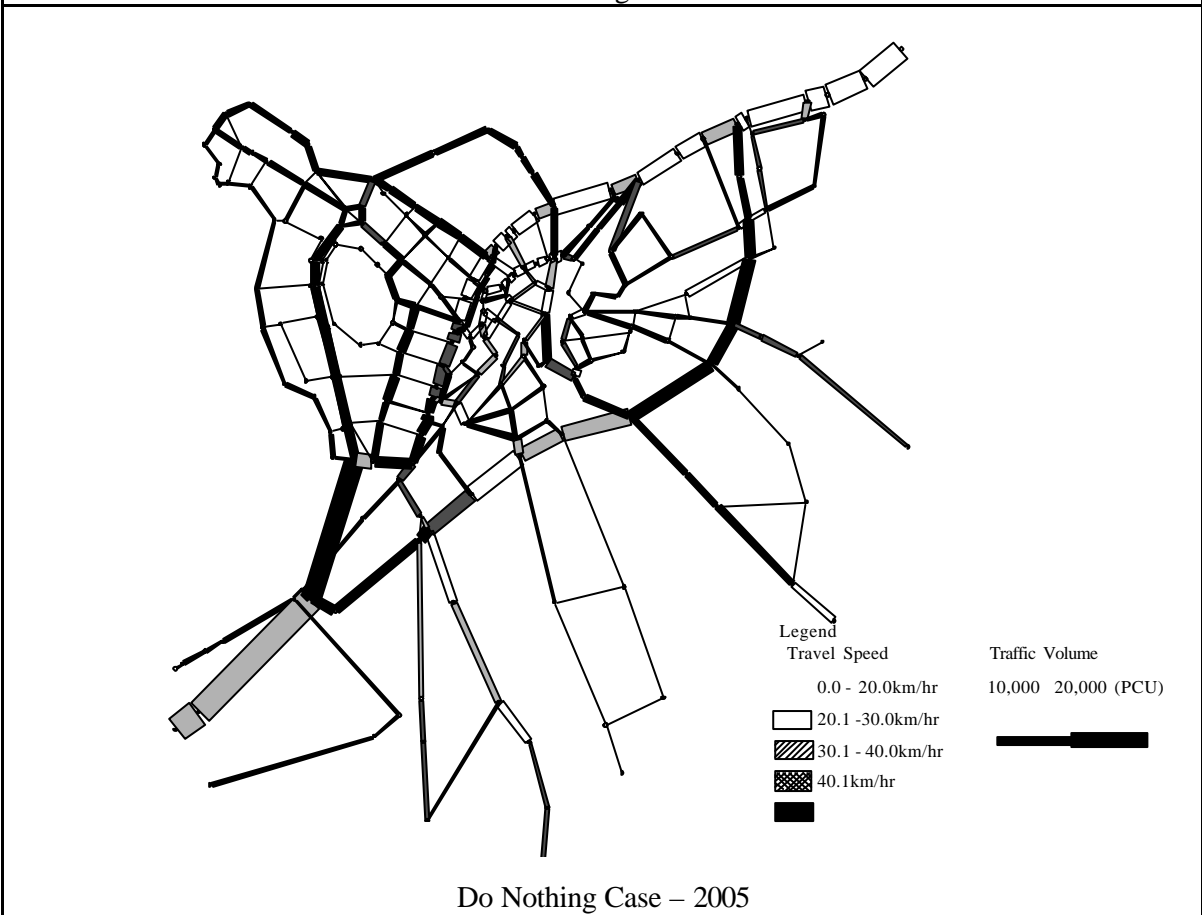 Legend
Travel Speed
Traffic Volume
0.0 - 20.0km/hr
10,000 20,000 (PCU)
20.1 -30.0km/hr
30.1 - 40.0km/hr
40.1km/hr
Do Nothing Case – 2005